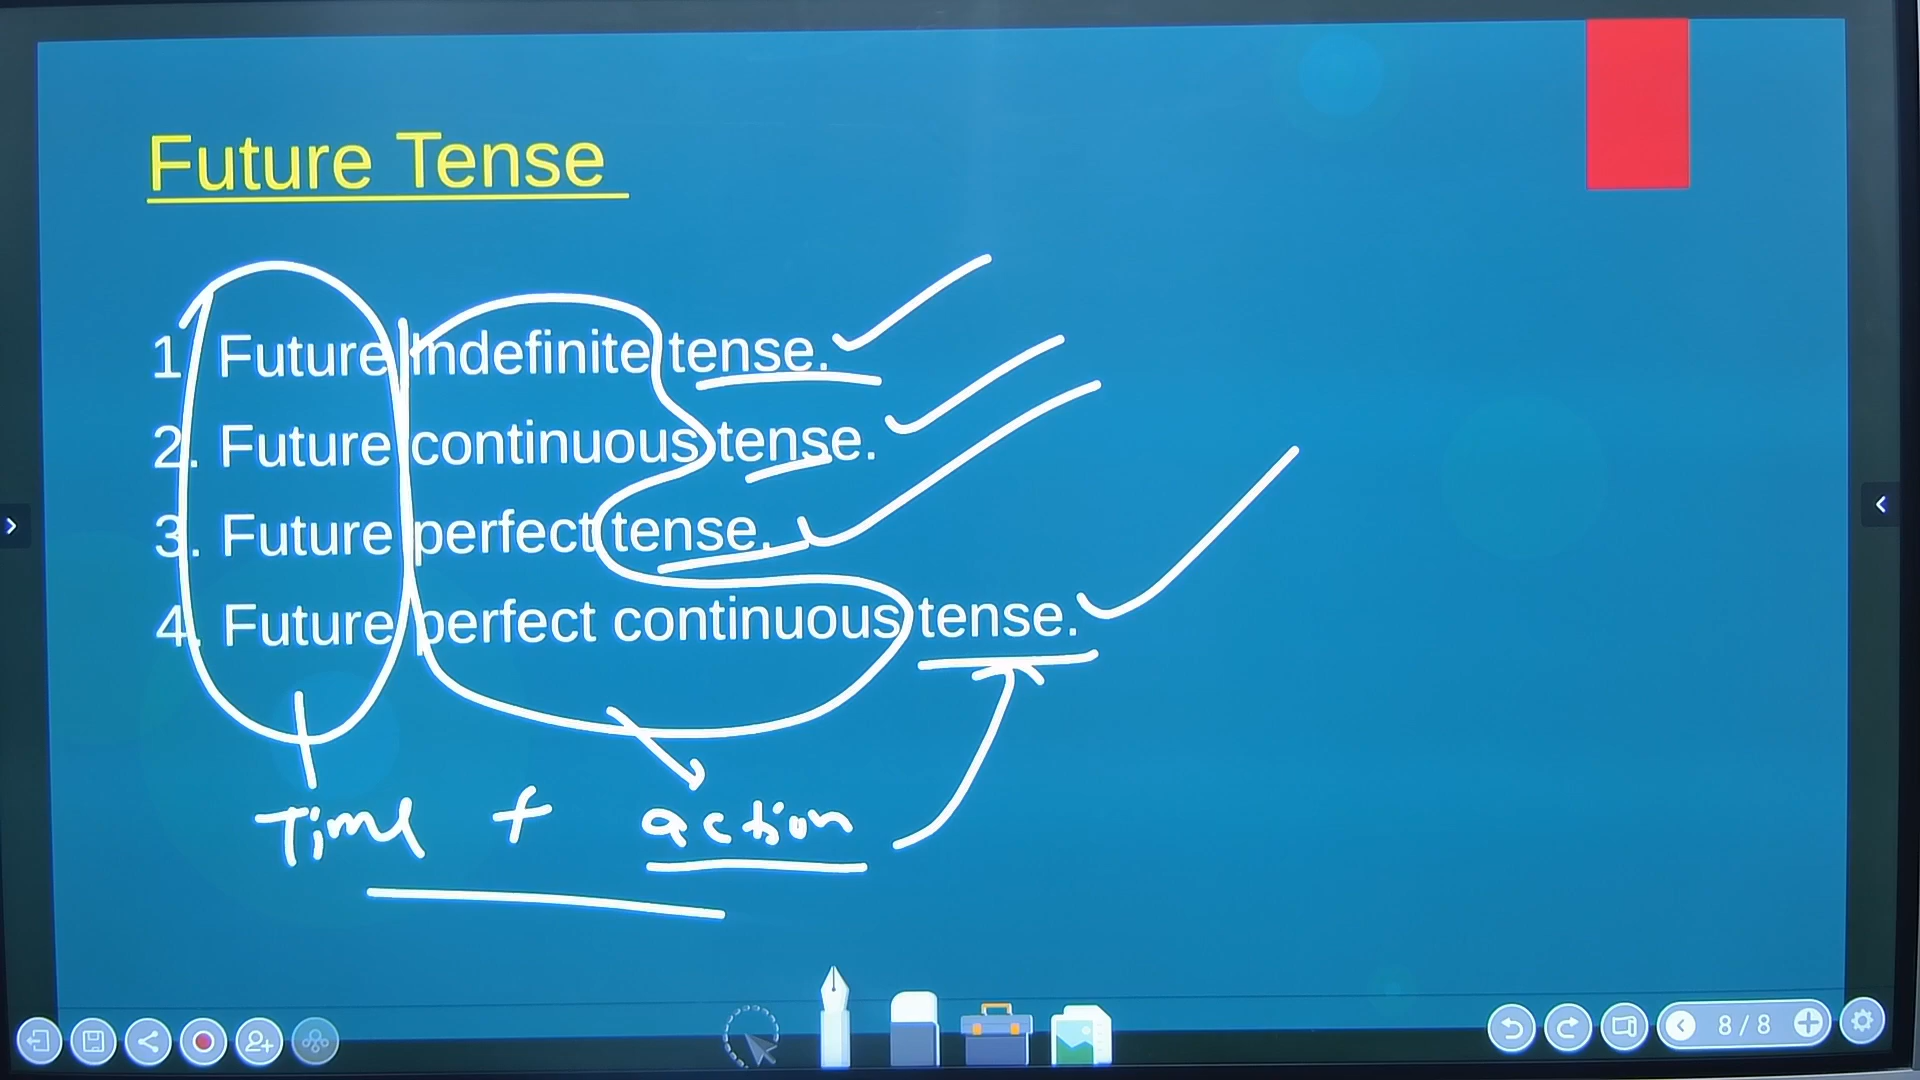 Future Tense
1. Future Indefinite tense.
2. Future continuous tense.
3. Future perfect tense.
4. Future perfect continuous tense.
Time + action
8 / 8